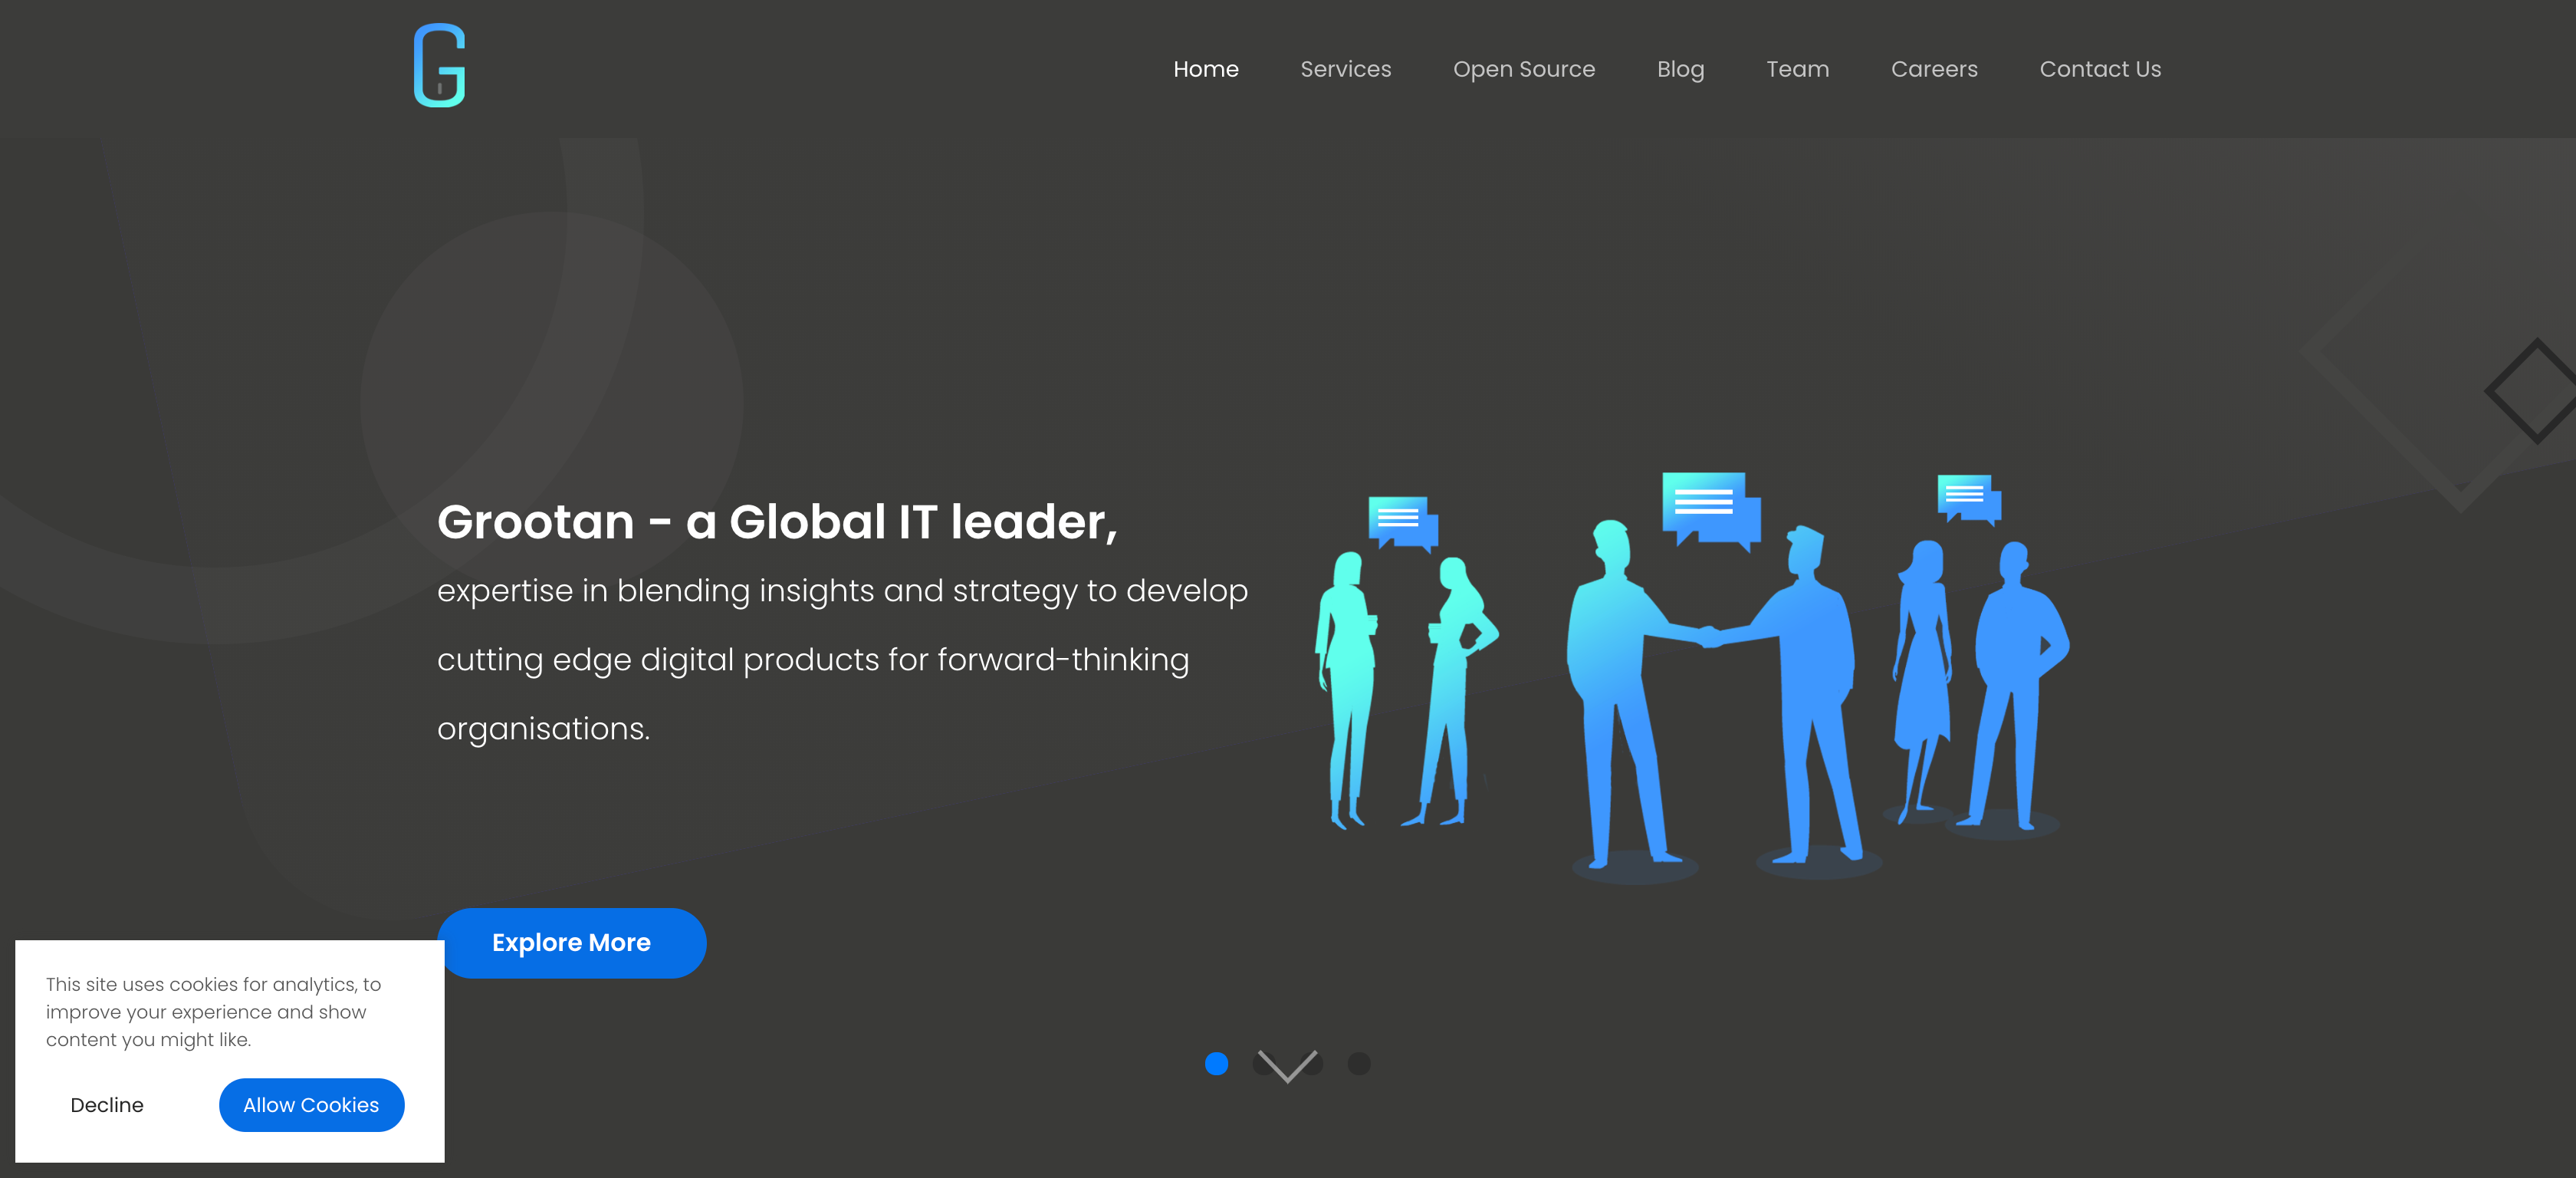 G
Home Services Open Source Blog Team Careers Contact Us
Grootan - a Global IT leader,
expertise in blending insights and strategy to develop
cutting edge digital products for forward-thinking
organisations.
Explore More
This site uses cookies for analytics, to
improve your experience and show
content you might like.
Decline Allow Cookies